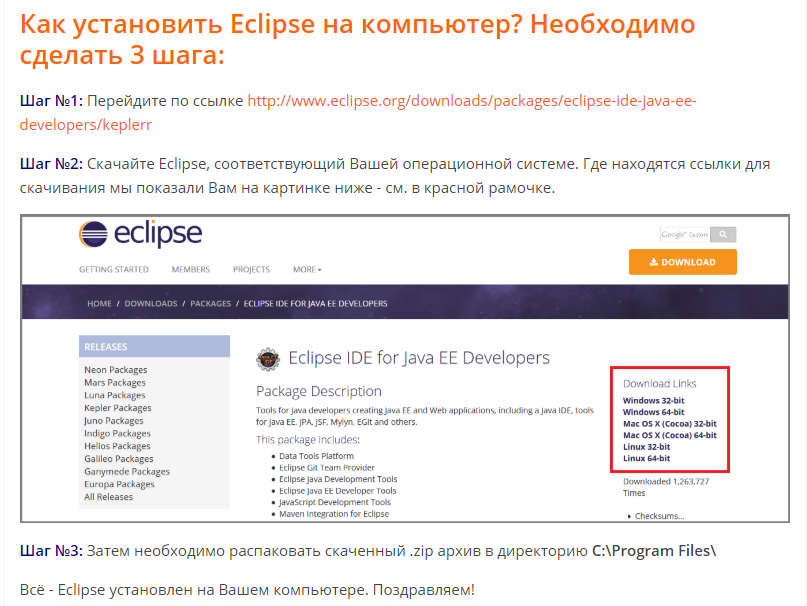 Как установить Eclipse на компьютер? Необходимо
сделать 3 шага:
Шаг №1: Перейдите по ссылке http://www.eclipse.org/downloads/packages/eclipse-ide-java-ee-
developers/keplerr
Шаг №2: Скачайте Eclipse, соответствующий Вашей операционной системе. Где находятся ссылки для
скачивания мы показали Вам на картинке ниже - см. в красной рамочке.
eclipse
Google™ Custom
DOWNLOAD
GETTING STARTED MEMBERS PROJECTS MORE
HOME / DOWNLOADS / PACKAGES / ECLIPSE IDE FOR JAVA EE DEVELOPERS
RELEASES
Neon Packages
Mars Packages
Luna Packages
Kepler Packages
Juno Packages
Indigo Packages
Helios Packages
Galileo Packages
Ganymede Packages
Europa Packages
All Releases
Eclipse IDE for Java EE Developers
Package Description
Tools for Java developers creating Java EE and Web applications, including a Java IDE, tools
for Java EE, JPA, JSF, Mylyn, EGit and others.
This package includes:
Data Tools Platform
Eclipse Git Team Provider
Eclipse Java Development Tools
Eclipse Java EE Developer Tools
JavaScript Development Tools
Maven Integration for Eclipse
Download Links
Windows 32-bit
Windows 64-bit
Mac OS X (Cocoa) 32-bit
Mac OS X (Cocoa) 64-bit
Linux 32-bit
Linux 64-bit
Downloaded 1,263,727
Times
Checksums...
Шаг №3: Затем необходимо распаковать скаченный .zip архив в директорию C:\Program Files\
Всё - Eclipse установлен на Вашем компьютере. Поздравляем!